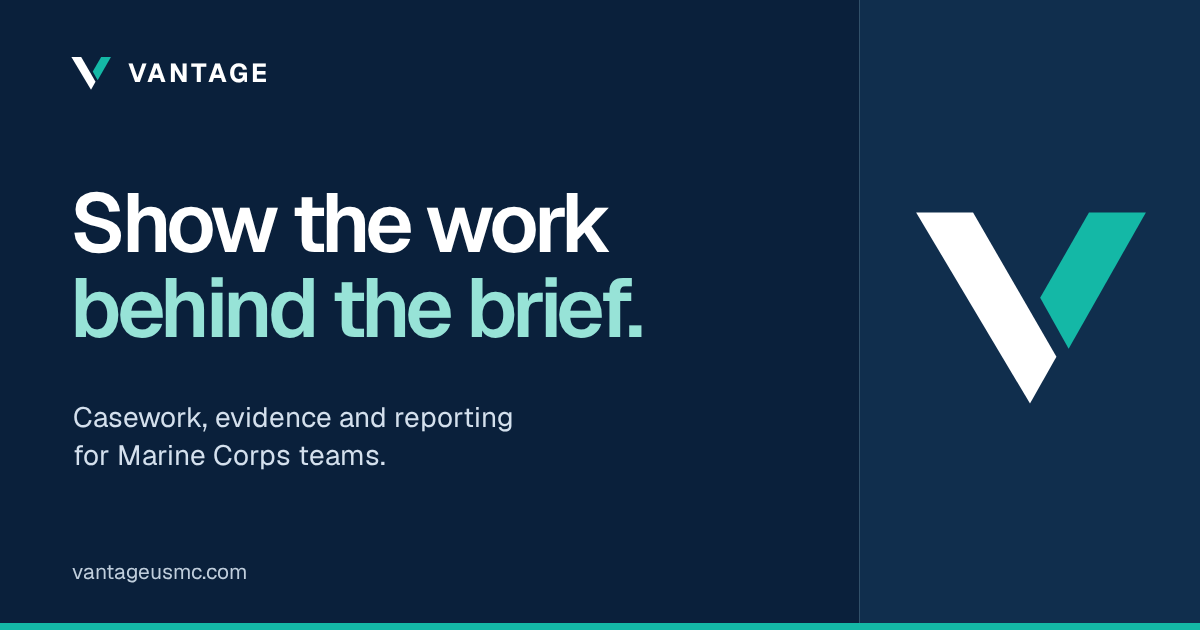 VANTAGE
Show the work
behind the brief.
Casework, evidence and reporting
for Marine Corps teams.
vantageusmc.com